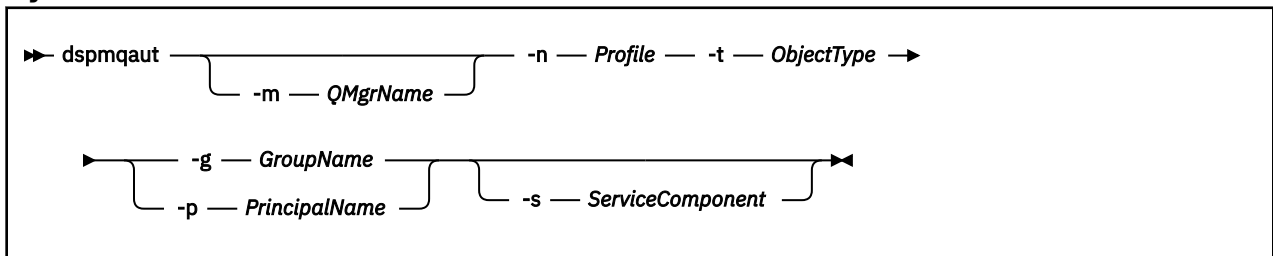 dspmqaut -n Profile -t ObjectType
-m QMgrName
-g GroupName
-p PrincipalName
-s ServiceComponent